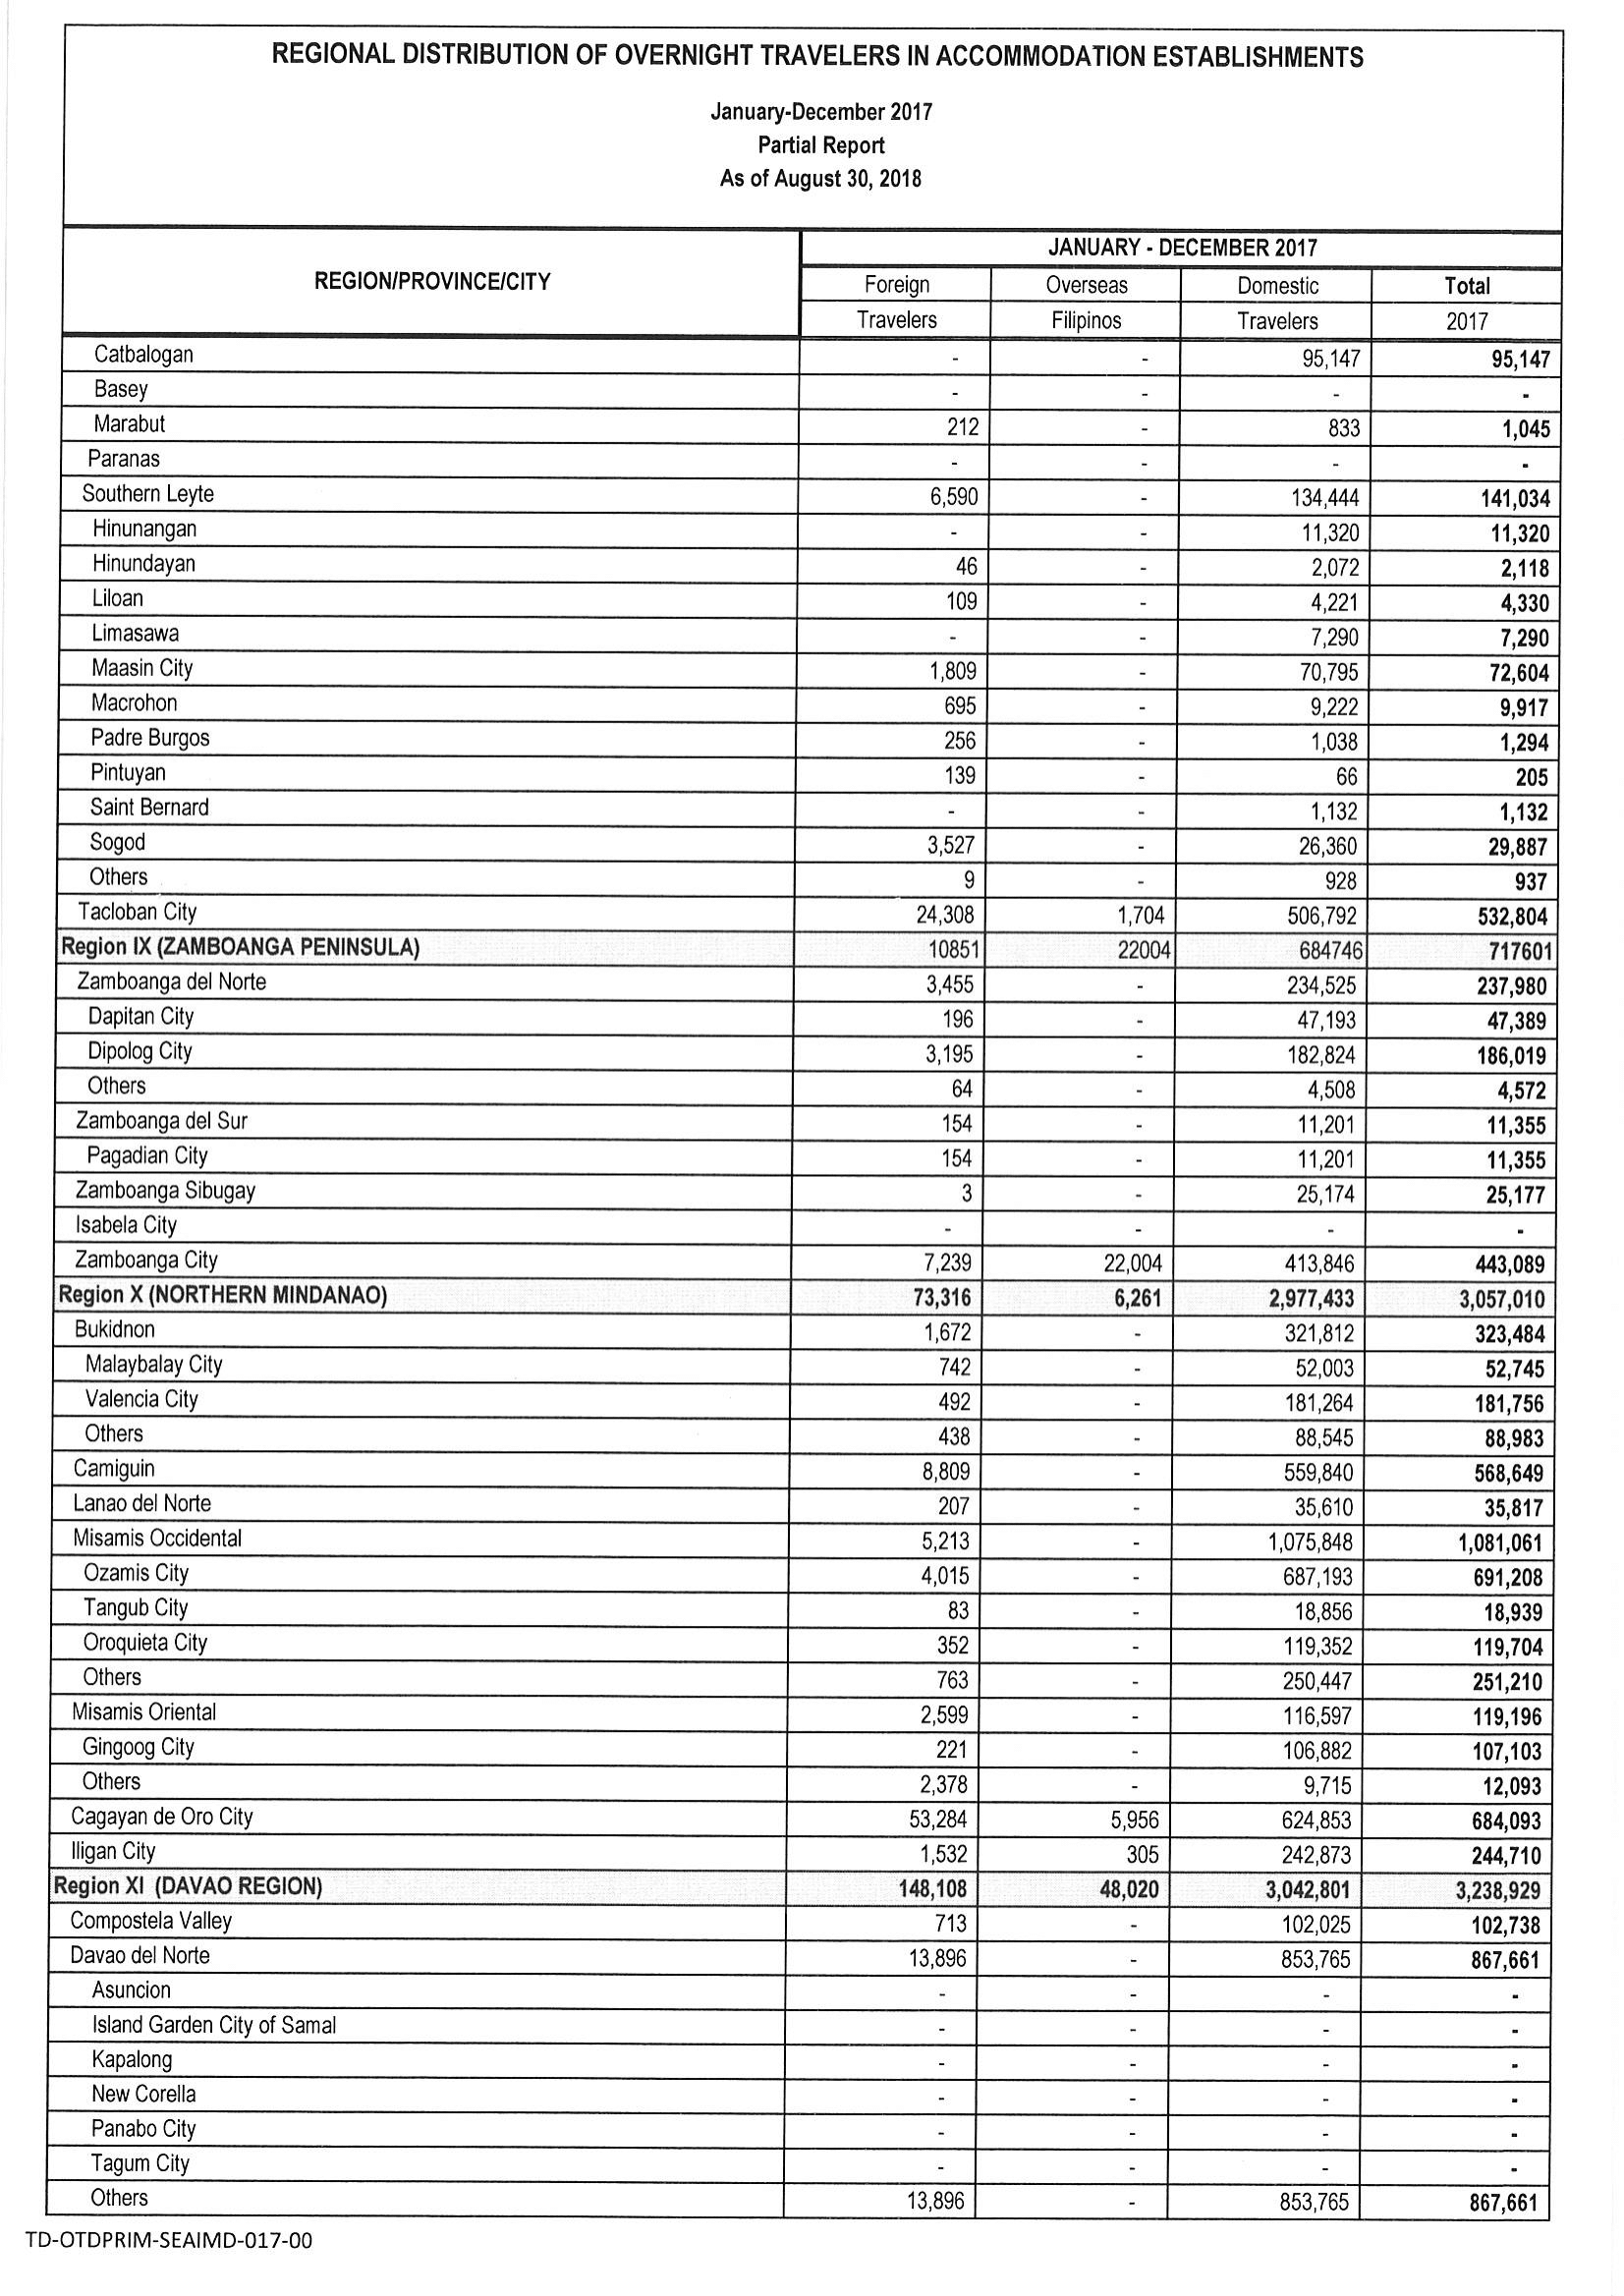 REGIONAL DISTRIBUTION OF OVERNIGHT TRAVELERS IN ACCOMMODATION ESTABLISHMENTS
January-December 2017
Partial Report
As of August 30, 2018
REGION/PROVINCE/CITY
JANUARY - DECEMBER 2017
Foreign Overseas Domestic Total
Travelers Filipinos Travelers 2017
Catbalogan - - 95,147 95,147
Basey - - - -
Marabut 212 - 833 1,045
Paranas - - - -
Southern Leyte 6,590 - 134,444 141,034
Hinunangan - - 11,320 11,320
Hinundayan 46 - 2,072 2,118
Liloan 109 - 4,221 4,330
Limasawa - - 7,290 7,290
Maasin City 1,809 - 70,795 72,604
Macrohon 695 - 9,222 9,917
Padre Burgos 256 - 1,038 1,294
Pintuyan 139 - 66 205
Saint Bernard - - 1,132 1,132
Sogod 3,527 - 26,360 29,887
Others 9 - 928 937
Tacloban City 24,308 1,704 506,792 532,804
Region IX (ZAMBOANGA PENINSULA) 10851 22004 684746 717601
Zamboanga del Norte 3,455 - 234,525 237,980
Dapitan City 196 - 47,193 47,389
Dipolog City 3,195 - 182,824 186,019
Others 64 - 4,508 4,572
Zamboanga del Sur 154 - 11,201 11,355
Pagadian City 154 - 11,201 11,355
Zamboanga Sibugay 3 - 25,174 25,177
Isabela City - - - -
Zamboanga City 7,239 22,004 413,846 443,089
Region X (NORTHERN MINDANAO) 73,316 6,261 2,977,433 3,057,010
Bukidnon 1,672 - 321,812 323,484
Malaybalay City 742 - 52,003 52,745
Valencia City 492 - 181,264 181,756
Others 438 - 88,545 88,983
Camiguin 8,809 - 559,840 568,649
Lanao del Norte 207 - 35,610 35,817
Misamis Occidental 5,213 - 1,075,848 1,081,061
Ozamis City 4,015 - 687,193 691,208
Tangub City 83 - 18,856 18,939
Oroquieta City 352 - 119,352 119,704
Others 763 - 250,447 251,210
Misamis Oriental 2,599 - 116,597 119,196
Gingoog City 221 - 106,882 107,103
Others 2,378 - 9,715 12,093
Cagayan de Oro City 53,284 5,956 624,853 684,093
Iligan City 1,532 305 242,873 244,710
Region XI (DAVAO REGION) 148,108 48,020 3,042,801 3,238,929
Compostela Valley 713 - 102,025 102,738
Davao del Norte 13,896 - 853,765 867,661
Asuncion - - - -
Island Garden City of Samal - - - -
Kapalong - - - -
New Corella - - - -
Panabo City - - - -
Tagum City - - - -
Others 13,896 - 853,765 867,661
TD-OTDPRIM-SEAIMD-017-00